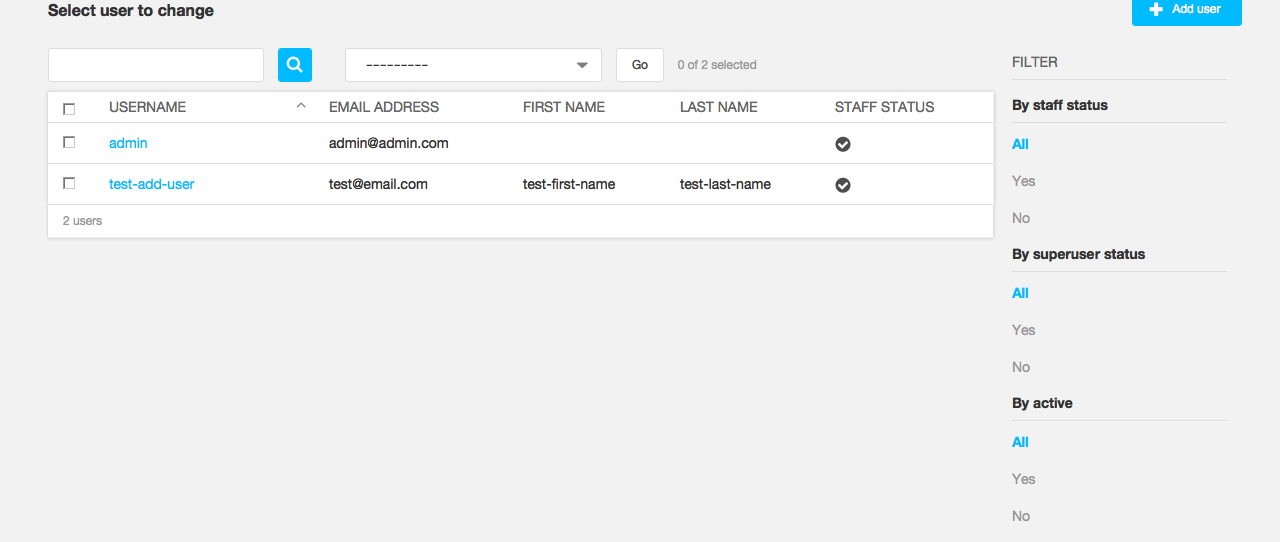 Select user to change
Add user
---------
Go
0 of 2 selected
USERNAME EMAIL ADDRESS FIRST NAME LAST NAME STAFF STATUS
admin admin@admin.com
test-add-user test@email.com test-first-name test-last-name
2 users
FILTER
By staff status
All
Yes
No
By superuser status
All
Yes
No
By active
All
Yes
No